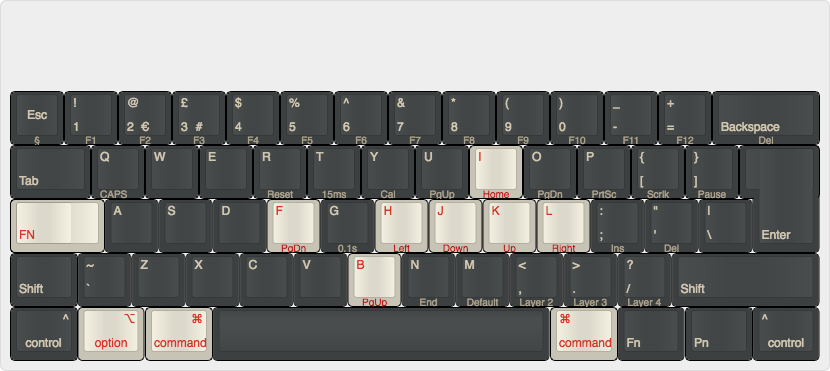 ! @ £ $ % ^ & * ( ) _ +
Esc 1 2 € 3 # 4 5 6 7 8 9 0 - = Backspace
§ F1 F2 F3 F4 F5 F6 F7 F8 F9 F10 F11 F12 Del
Q W E R T Y U I O P { }
Tab [ ]
CAPS Reset 15ms Cal PgUp Home PgDn PrtSc Scrlk Pause
A S D F G H J K L : " |
FN ; ' \ Enter
PgDn 0.1s Left Down Up Right Ins Del
~ Z X C V B N M < > ?
Shift ` , . / Shift
PgUp End Default Layer 2 Layer 3 Layer 4
^ ⌥ ⌘ ⌘ ^
control option command command Fn Pn control